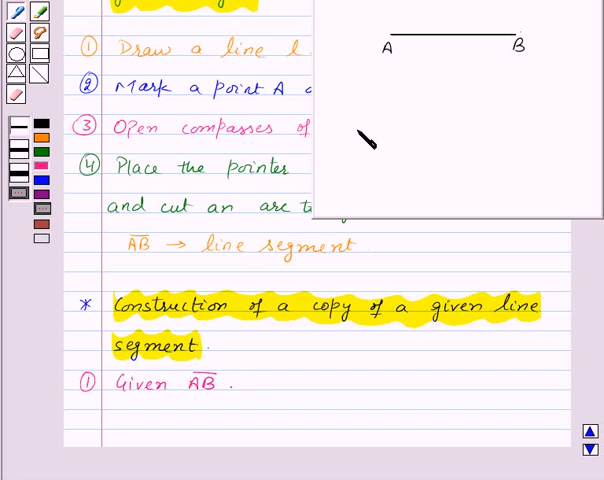 ① Draw a line l
② Mark a point A
③ Open compasses of
④ Place the pointer
and cut an arc
AB → line segment
* Construction of a copy of a given line
segment.
① Given AB.
A B